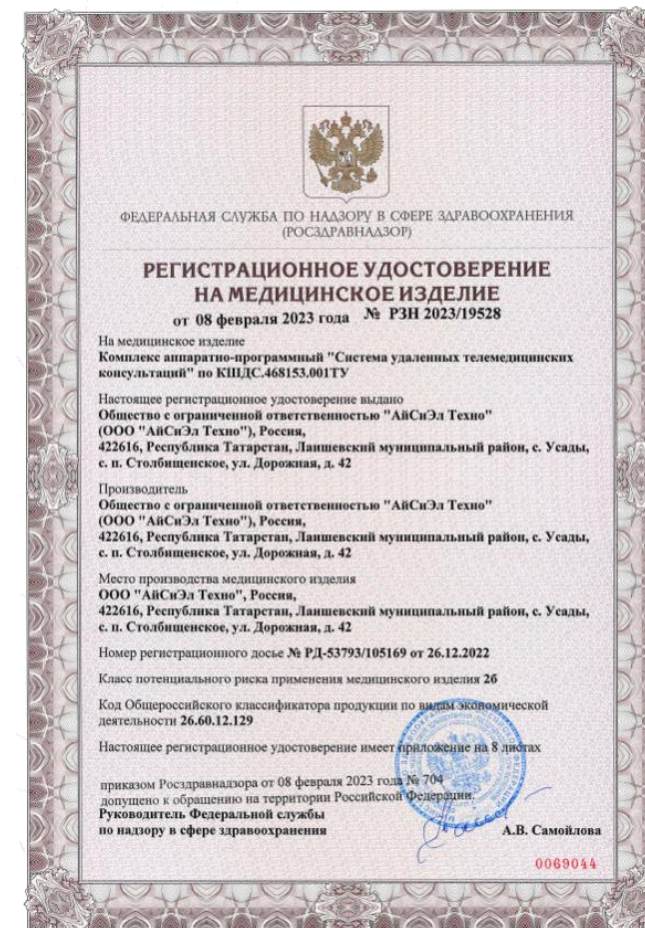 ФЕДЕРАЛЬНАЯ СЛУЖБА ПО НАДЗОРУ В СФЕРЕ ЗДРАВООХРАНЕНИЯ
(РОСЗДРАВНАДЗОР)
РЕГИСТРАЦИОННОЕ УДОСТОВЕРЕНИЕ
НА МЕДИЦИНСКОЕ ИЗДЕЛИЕ
от 08 февраля 2023 года № РЗН 2023/19528
На медицинское изделие
Комплекс аппаратно-программный "Система удаленных телемедицинских
консультаций" по КШДС.468153.001ТУ
Настоящее регистрационное удостоверение выдано
Общество с ограниченной ответственностью "АйСиЭл Техно"
(ООО "АйСиЭл Техно"), Россия,
422616, Республика Татарстан, Лаишевский муниципальный район, с. Усады,
с. п. Столбищенское, ул. Дорожная, д. 42
Производитель
Общество с ограниченной ответственностью "АйСиЭл Техно"
(ООО "АйСиЭл Техно"), Россия,
422616, Республика Татарстан, Лаишевский муниципальный район, с. Усады,
с. п. Столбищенское, ул. Дорожная, д. 42
Место производства медицинского изделия
ООО "АйСиЭл Техно", Россия,
422616, Республика Татарстан, Лаишевский муниципальный район, с. Усады,
с. п. Столбищенское, ул. Дорожная, д. 42
Номер регистрационного досье № РД-53793/105169 от 26.12.2022
Класс потенциального риска применения медицинского изделия 2б
Код Общероссийского классификатора продукции по видам экономической
деятельности 26.60.12.129
Настоящее регистрационное удостоверение имеет приложение на 8 листах
приказом Росздравнадзора от 08 февраля 2023 года № 704
допущено к обращению на территории Российской Федерации.
Руководитель Федеральной службы
по надзору в сфере здравоохранения
А.В. Самойлова
0069044